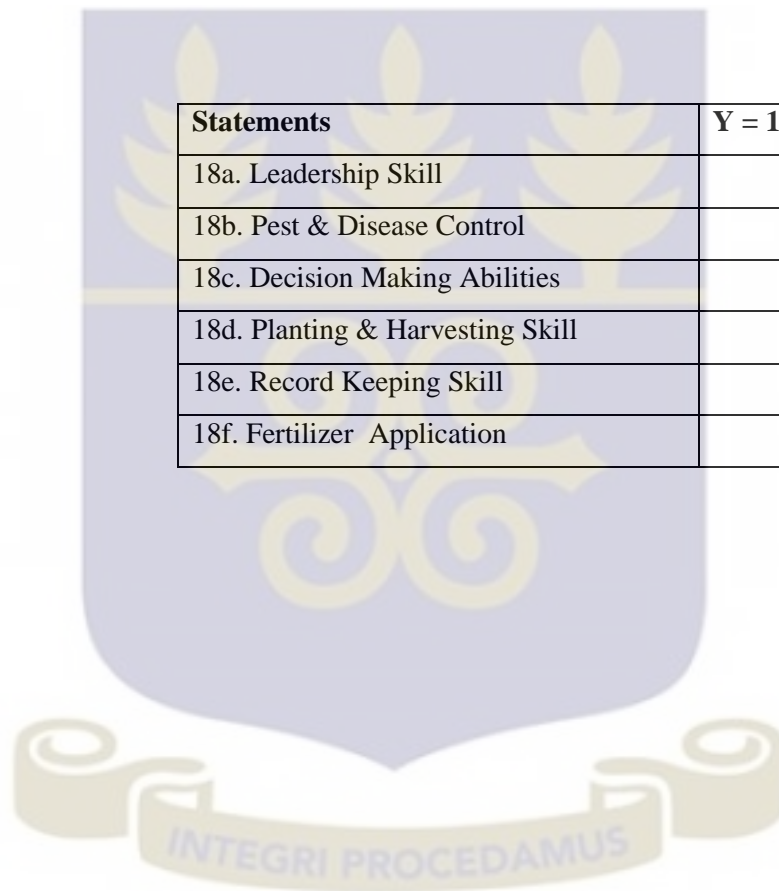 Statements Y = 1
18a. Leadership Skill
18b. Pest & Disease Control
18c. Decision Making Abilities
18d. Planting & Harvesting Skill
18e. Record Keeping Skill
18f. Fertilizer Application
INTEGRI PROCEDAMUS